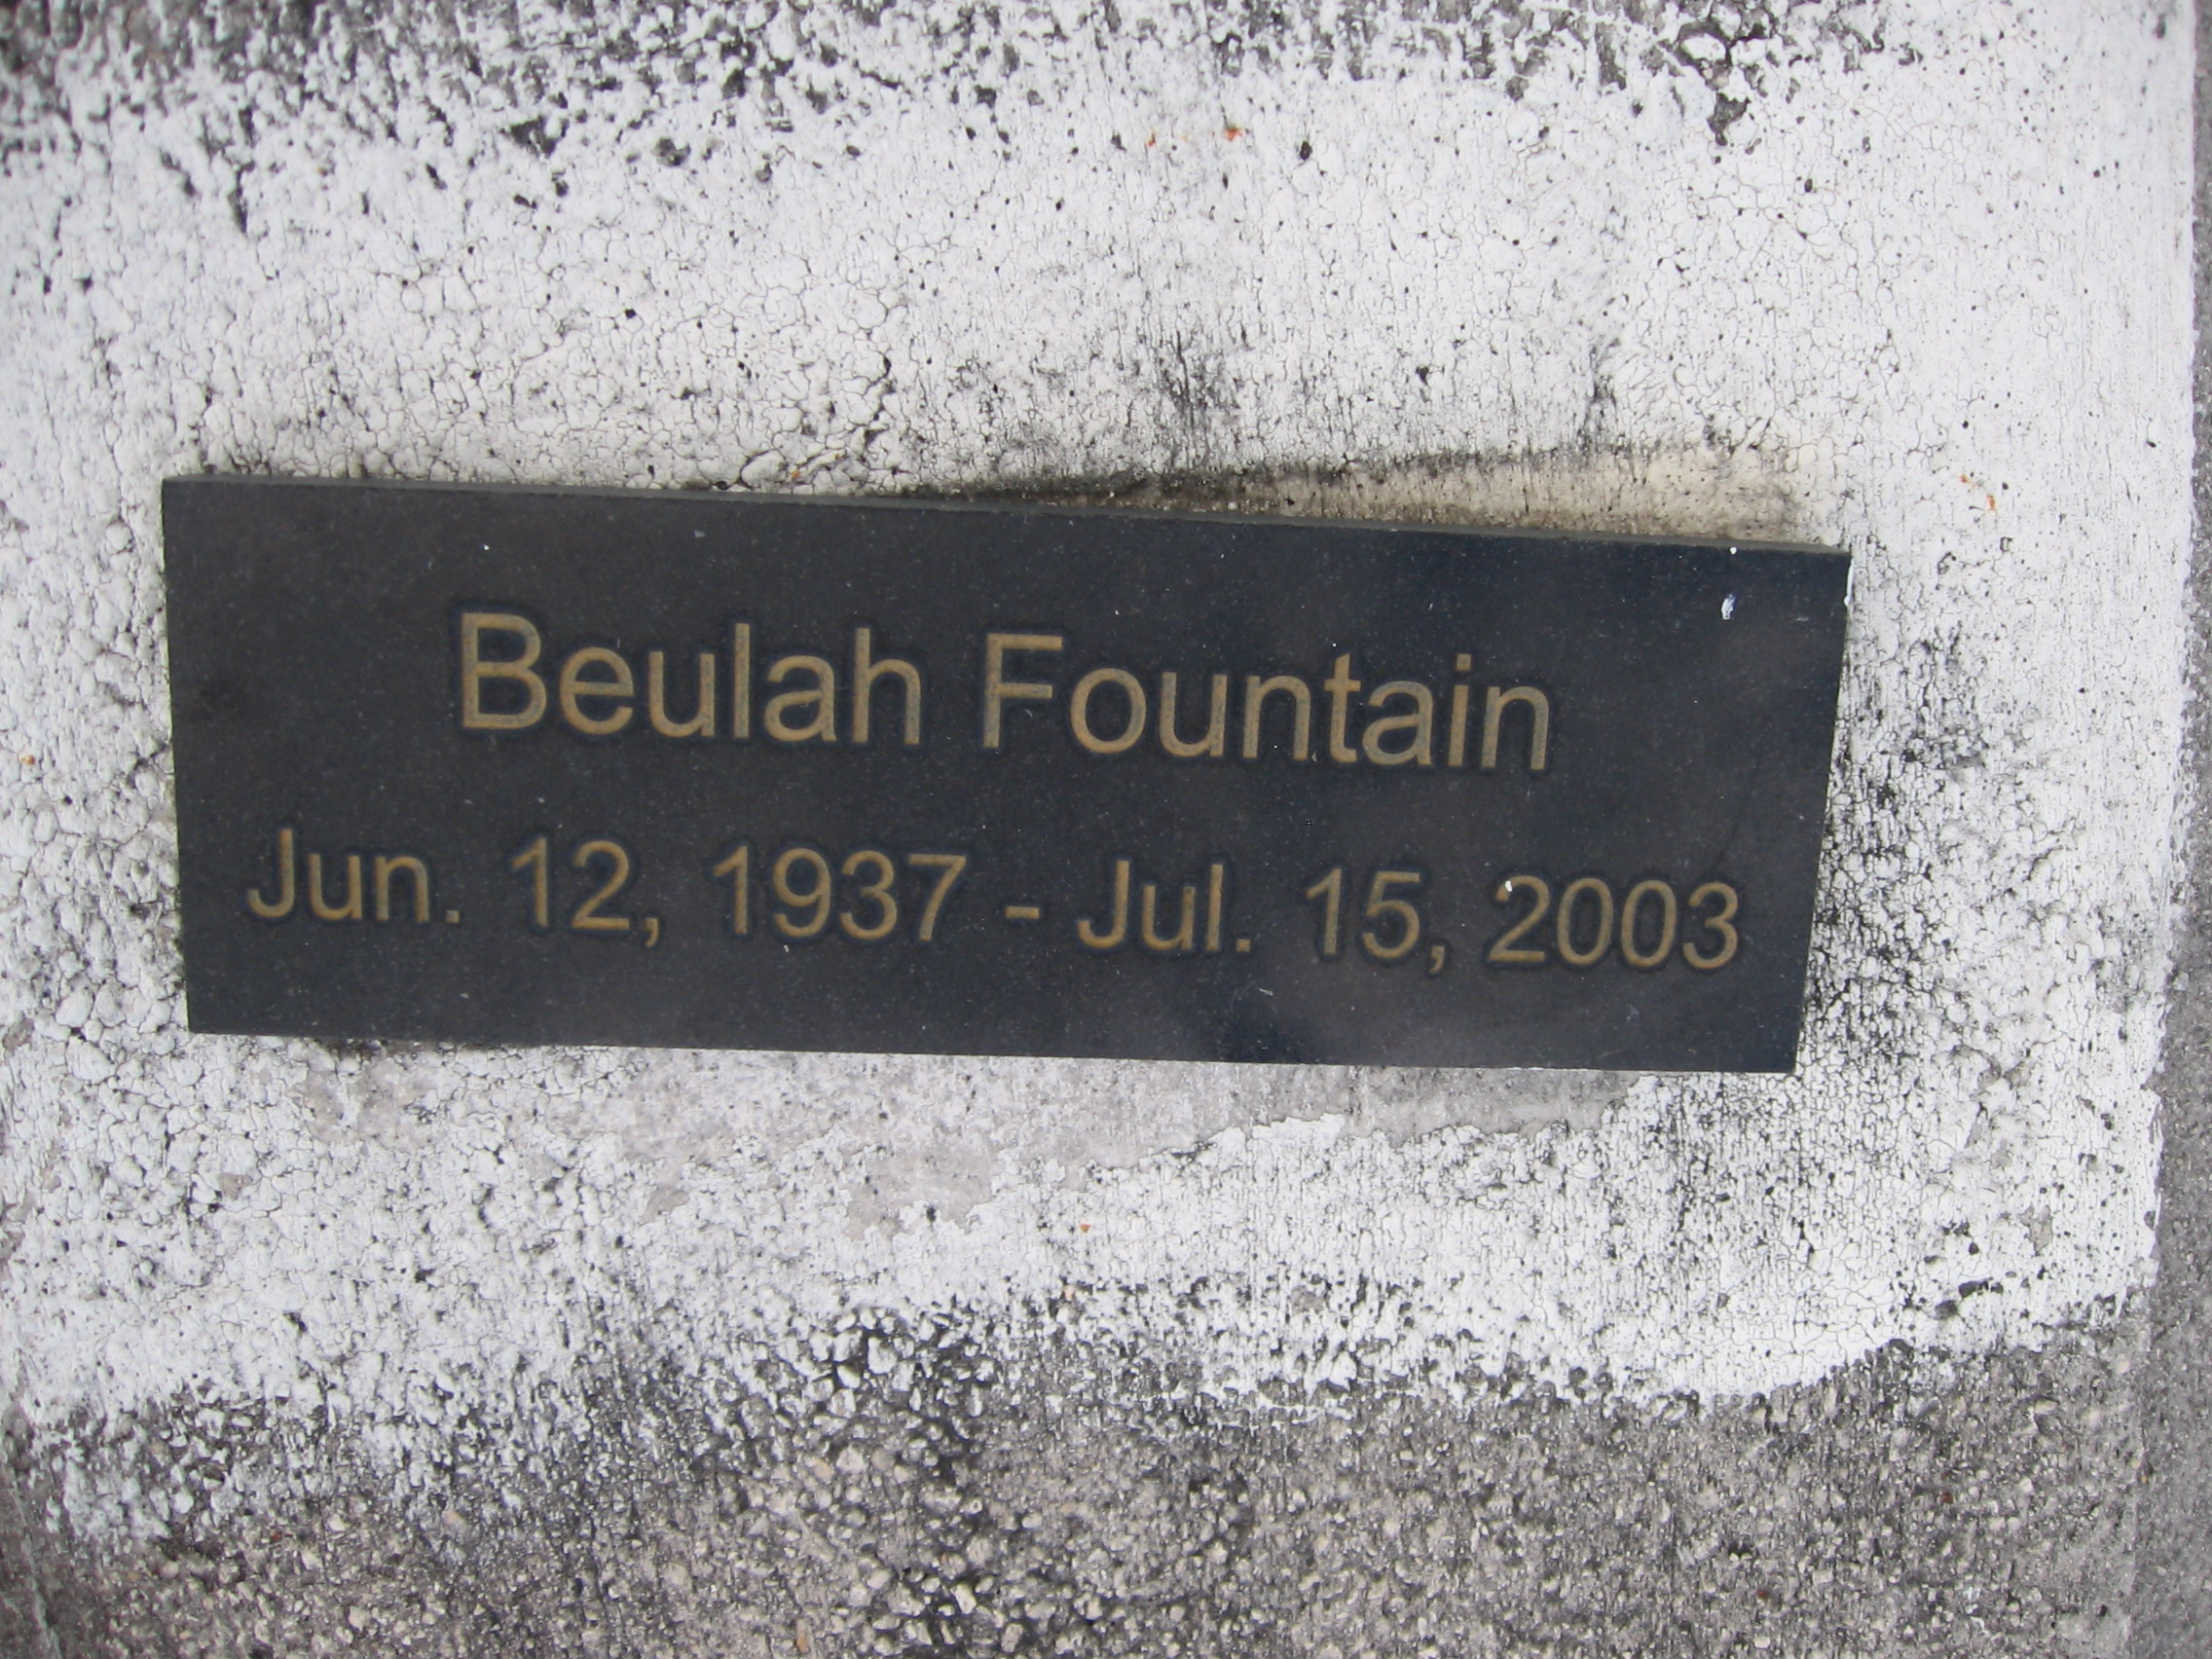 Beulah Fountain
Jun. 12, 1937 - Jul. 15, 2003